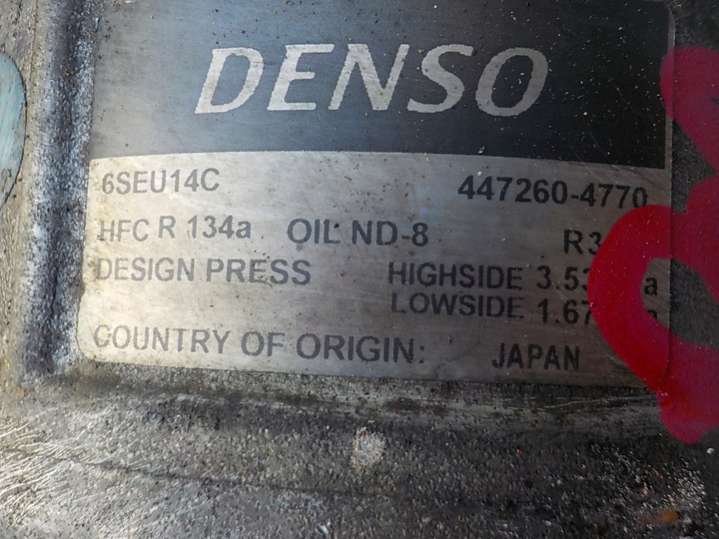 DENSO
6SEU14C 447260-4770
HFC R 134a OIL ND-8
DESIGN PRESS HIGHSIDE
LOWSIDE
COUNTRY OF ORIGIN: JAPAN